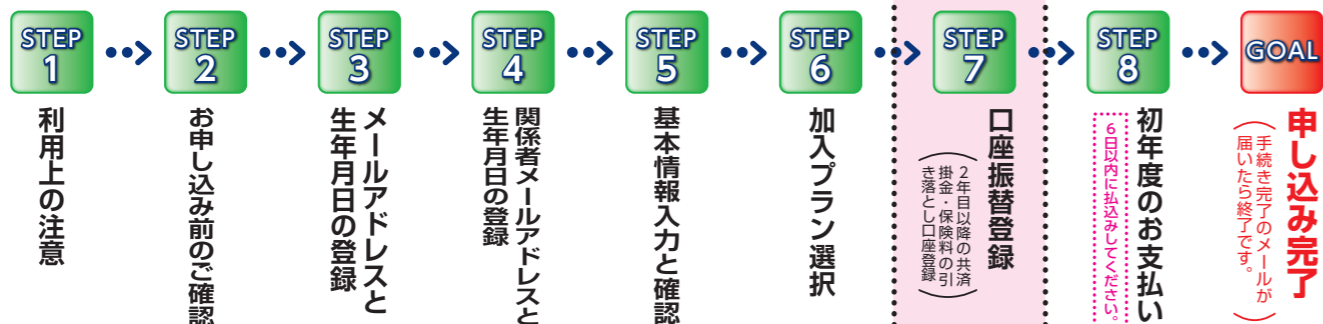 STEP
1
利用上の注意
STEP
2
お申し込み前のご確認
STEP
3
メールアドレスと
生年月日の登録
STEP
4
関係者メールアドレスと
生年月日の登録
STEP
5
基本情報入力と確認
STEP
6
加入プラン選択
STEP
7
口座振替登録
(2年目以降の共済
掛金・保険料の引
き落とし口座登録)
STEP
8
初年度のお支払い
6日以内に払込みしてください。
GOAL
申し込み完了
(手続き完了のメールが
届いたら終了です。)